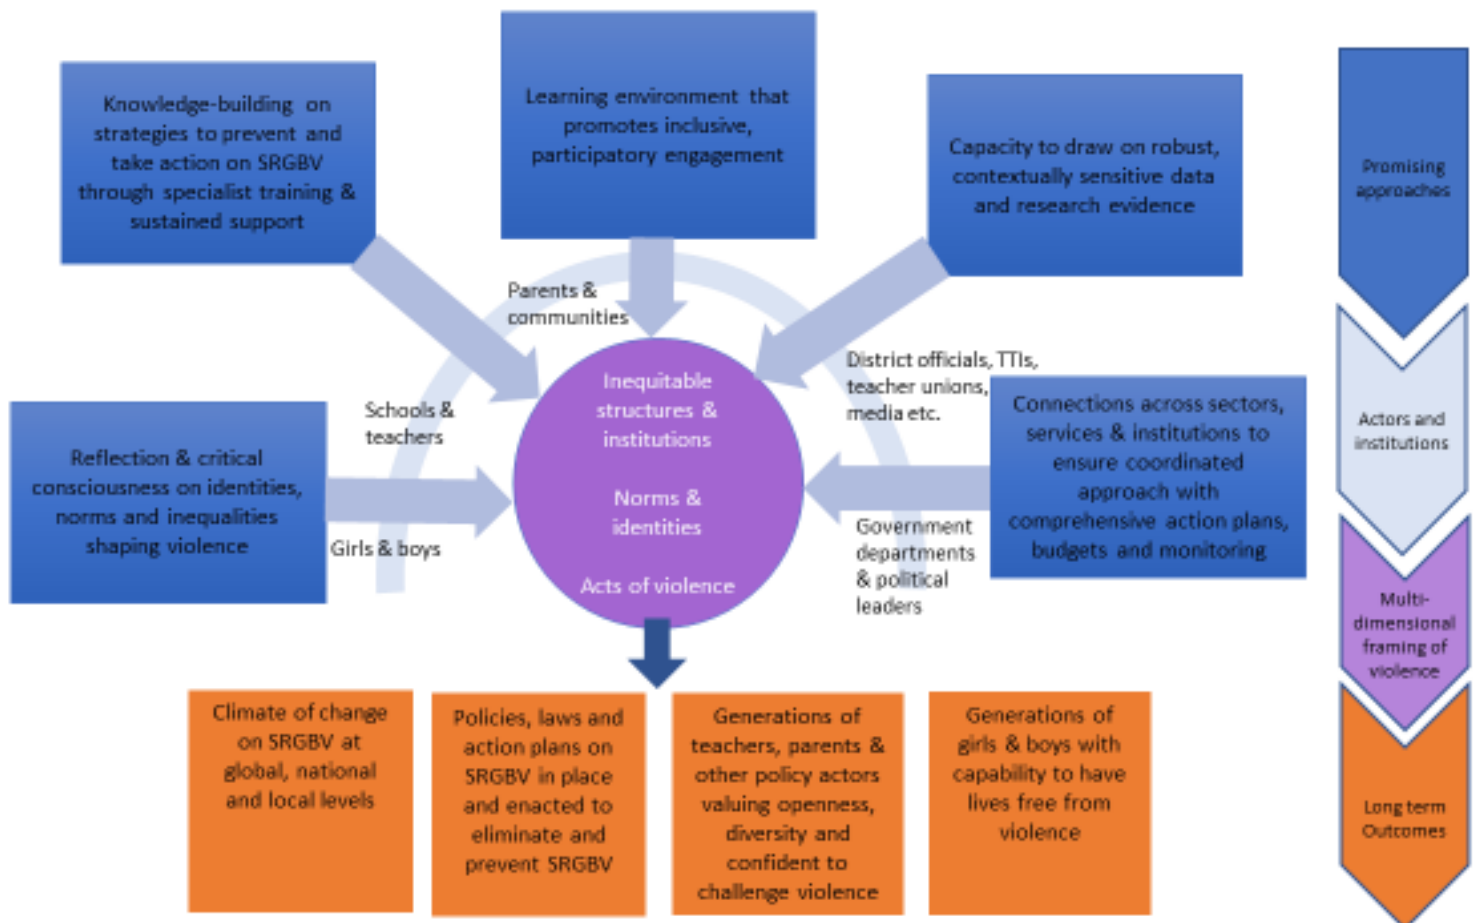 Knowledge-building on
strategies to prevent and
take action on SRGBV
through specialist training &
sustained support
Learning environment that
promotes inclusive,
participatory engagement
Capacity to draw on robust,
contextually sensitive data
and research evidence
Promising
approaches
Parents &
communities
Schools &
teachers
Girls & boys
District officials, TTIs,
teacher unions,
media etc.
Government
departments
& political
leaders
Reflection & critical
consciousness on identities,
norms and inequalities
shaping violence
Inequitable
structures &
institutions
Norms &
identities
Acts of violence
Connections across sectors,
services & institutions to
ensure coordinated
approach with
comprehensive action plans,
budgets and monitoring
Actors and
institutions
Multi-
dimensional
framing of
violence
Climate of change
on SRGBV at
global, national
and local levels
Policies, laws and
action plans on
SRGBV in place
and enacted to
eliminate and
prevent SRGBV
Generations of
teachers, parents &
other policy actors
valuing openness,
diversity and
confident to
challenge violence
Generations of
girls & boys with
capability to have
lives free from
violence
Long term
Outcomes